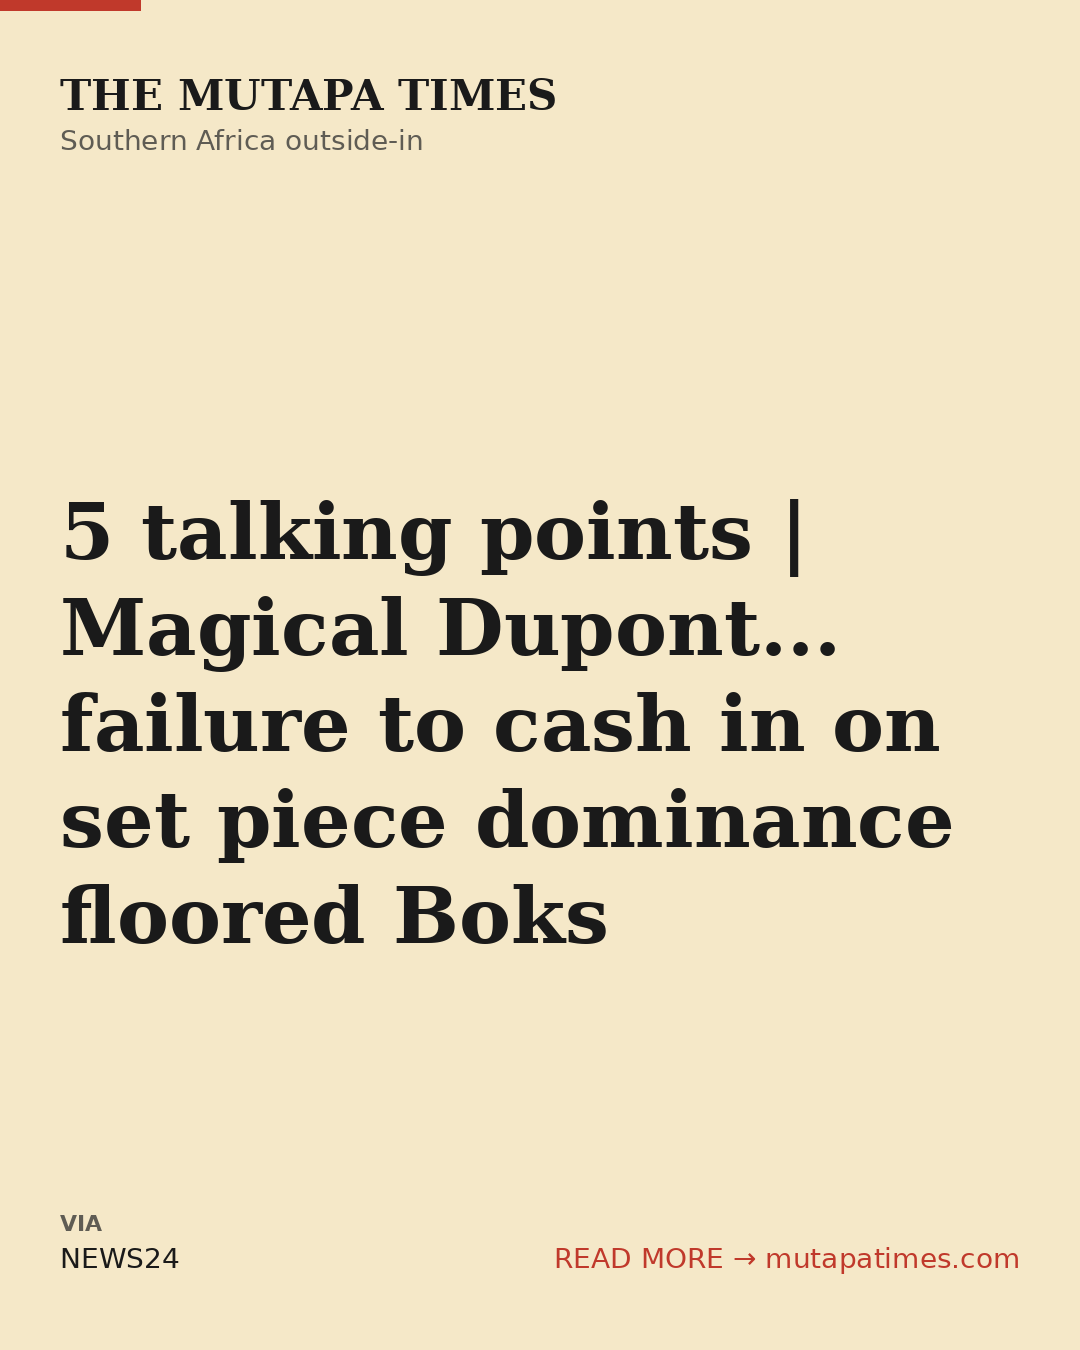 THE MUTAPA TIMES
Southern Africa outside-in
5 talking points |
Magical Dupont...
failure to cash in on
set piece dominance
floored Boks
VIA
NEWS24
READ MORE → mutapatimes.com